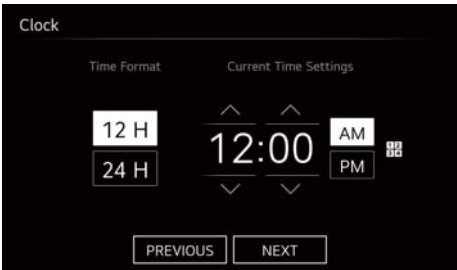 Clock
Time Format
Current Time Settings
12 H
24 H
12:00
AM
PM
PREVIOUS
NEXT